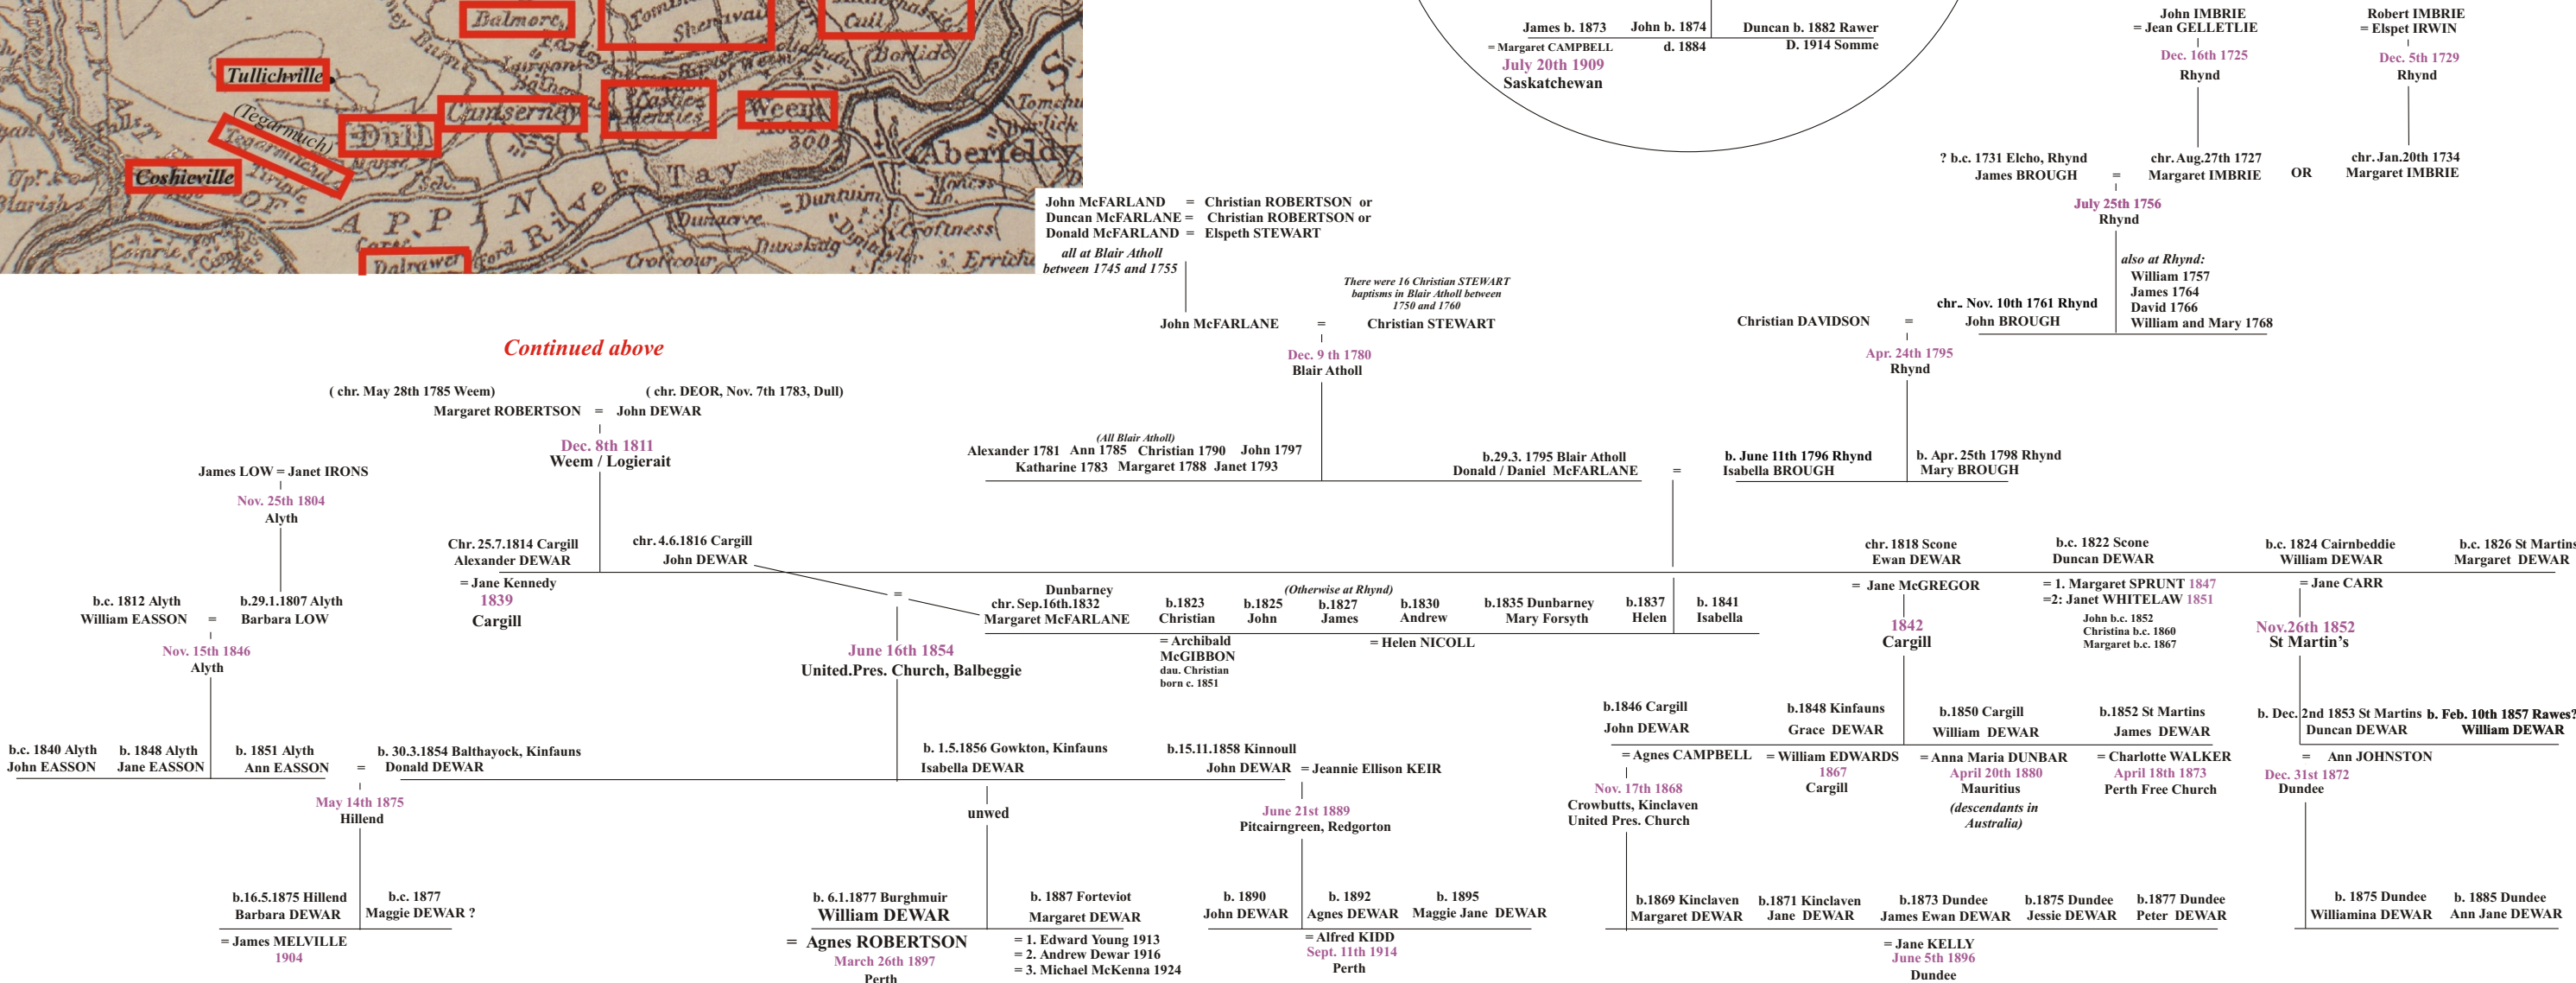 Balmore
Shenavail
Cuil
Borlick
Tullichville
(Tegarmuch)
Dull
Camserney
Castle
Menzies
Weem
300
Coshieville
OF
APPIN
River Tay
Aberfeldy
Duntuim
Croftness
Croftcour
Dalrawer
James b. 1873
John b. 1874
Duncan b. 1882 Rawer
= Margaret CAMPBELL
d. 1884
D. 1914 Somme
July 20th 1909
Saskatchewan
John IMBRIE
= Jean GELLETLIE
Dec. 16th 1725
Rhynd
Robert IMBRIE
= Elspet IRWIN
Dec. 5th 1729
Rhynd
? b.c. 1731 Elcho, Rhynd
James BROUGH
=
chr. Aug.27th 1727
Margaret IMBRIE
OR
chr. Jan.20th 1734
Margaret IMBRIE
July 25th 1756
Rhynd
John McFARLAND = Christian ROBERTSON or
Duncan McFARLANE = Christian ROBERTSON or
Donald McFARLAND = Elspeth STEWART
all at Blair Atholl
between 1745 and 1755
There were 16 Christian STEWART
baptisms in Blair Atholl between
1750 and 1760
John McFARLANE = Christian STEWART
Dec. 9 th 1780
Blair Atholl
also at Rhynd:
William 1757
James 1764
David 1766
William and Mary 1768
chr.. Nov. 10th 1761 Rhynd
Christian DAVIDSON = John BROUGH
Apr. 24th 1795
Rhynd
Continued above
( chr. May 28th 1785 Weem)
( chr. DEOR, Nov. 7th 1783, Dull)
Margaret ROBERTSON = John DEWAR
Dec. 8th 1811
Weem / Logierait
(All Blair Atholl)
Alexander 1781 Ann 1785 Christian 1790 John 1797
Katharine 1783 Margaret 1788 Janet 1793
b.29.3. 1795 Blair Atholl
Donald / Daniel McFARLANE
=
b. June 11th 1796 Rhynd
Isabella BROUGH
b. Apr. 25th 1798 Rhynd
Mary BROUGH
James LOW = Janet IRONS
Nov. 25th 1804
Alyth
Chr. 25.7.1814 Cargill
Alexander DEWAR
= Jane Kennedy
1839
Cargill
chr. 4.6.1816 Cargill
John DEWAR
=
Dunbarney
chr. Sep.16th.1832
Margaret McFARLANE
(Otherwise at Rhynd)
b.1823
Christian
b.1825
John
b.1827
James
b.1830
Andrew
b.1835 Dunbarney
Mary Forsyth
b.1837
Helen
b. 1841
Isabella
= Archibald
McGIBBON
dau. Christian
born c. 1851
= Helen NICOLL
chr. 1818 Scone
Ewan DEWAR
= Jane McGREGOR
1842
Cargill
b.c. 1822 Scone
Duncan DEWAR
= 1. Margaret SPRUNT 1847
=2: Janet WHITELAW 1851
John b.c. 1852
Christina b.c. 1860
Margaret b.c. 1867
b.c. 1824 Cairnbeddie
William DEWAR
= Jane CARR
Nov.26th 1852
St Martin's
b.c. 1826 St Martins
Margaret DEWAR
b.c. 1812 Alyth
William EASSON
=
b.29.1.1807 Alyth
Barbara LOW
Nov. 15th 1846
Alyth
June 16th 1854
United.Pres. Church, Balbeggie
b.c. 1840 Alyth
John EASSON
b. 1848 Alyth
Jane EASSON
b. 1851 Alyth
Ann EASSON
=
b. 30.3.1854 Balthayock, Kinfauns
Donald DEWAR
May 14th 1875
Hillend
b. 1.5.1856 Gowkton, Kinfauns
Isabella DEWAR
unwed
b.15.11.1858 Kinnoull
John DEWAR = Jeannie Ellison KEIR
June 21st 1889
Pitcairngreen, Redgorton
b.1846 Cargill
John DEWAR
= Agnes CAMPBELL
Nov. 17th 1868
Crowbutts, Kinclaven
United Pres. Church
b.1848 Kinfauns
Grace DEWAR
= William EDWARDS
1867
Cargill
b.1850 Cargill
William DEWAR
= Anna Maria DUNBAR
April 20th 1880
Mauritius
(descendants in
Australia)
b.1852 St Martins
James DEWAR
= Charlotte WALKER
April 18th 1873
Perth Free Church
b. Dec. 2nd 1853 St Martins
Duncan DEWAR
= Ann JOHNSTON
Dec. 31st 1872
Dundee
b. Feb. 10th 1857 Rawes?
William DEWAR
b.16.5.1875 Hillend
Barbara DEWAR
= James MELVILLE
1904
b.c. 1877
Maggie DEWAR ?
b. 6.1.1877 Burghmuir
William DEWAR
= Agnes ROBERTSON
March 26th 1897
Perth
b. 1887 Forteviot
Margaret DEWAR
= 1. Edward Young 1913
= 2. Andrew Dewar 1916
= 3. Michael McKenna 1924
b. 1890
John DEWAR
b. 1892
Agnes DEWAR
= Alfred KIDD
Sept. 11th 1914
Perth
b. 1895
Maggie Jane DEWAR
b.1869 Kinclaven
Margaret DEWAR
b.1871 Kinclaven
Jane DEWAR
b.1873 Dundee
James Ewan DEWAR
= Jane KELLY
June 5th 1896
Dundee
b.1875 Dundee
Jessie DEWAR
b.1877 Dundee
Peter DEWAR
b. 1875 Dundee
Williamina DEWAR
b. 1885 Dundee
Ann Jane DEWAR